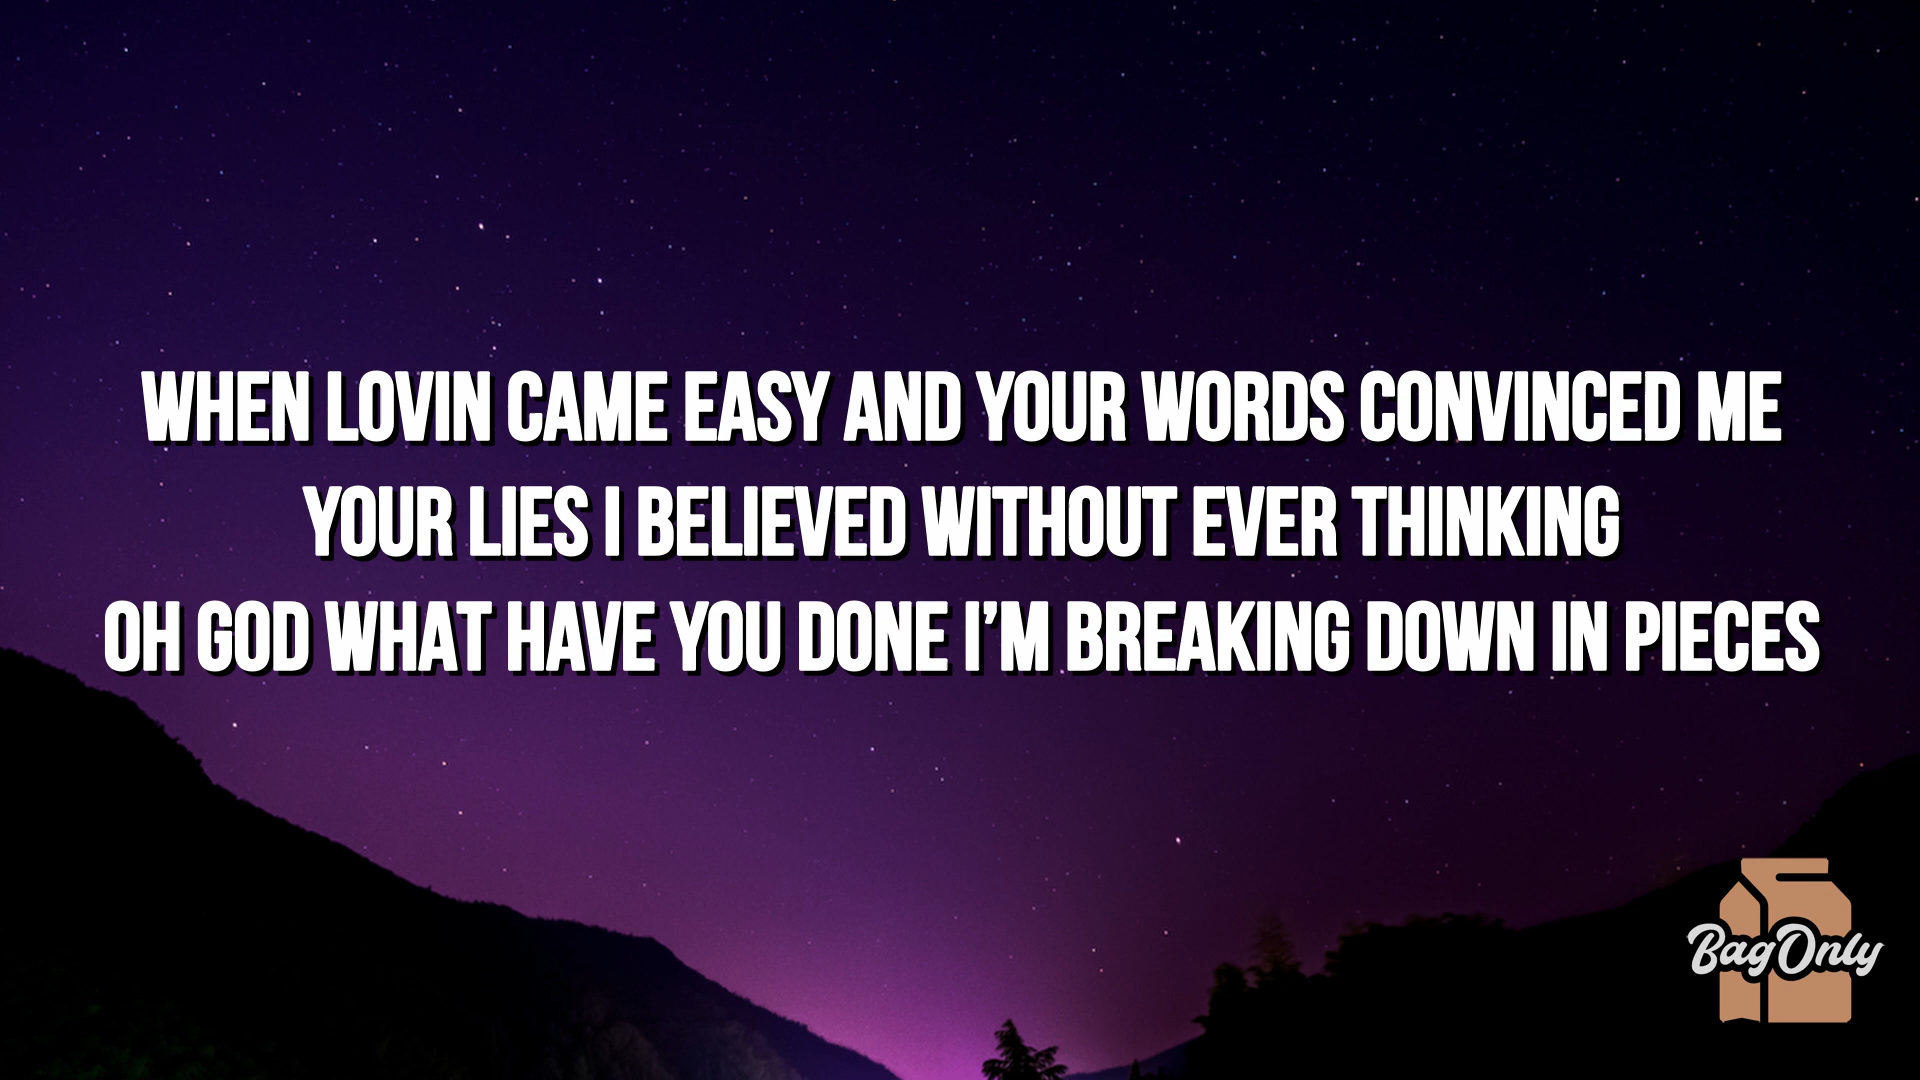 WHEN LOVIN CAME EASY AND YOUR WORDS CONVINCED ME
YOUR LIES I BELIEVED WITHOUT EVER THINKING
OH GOD WHAT HAVE YOU DONE I’M BREAKING DOWN IN PIECES
BagOnly